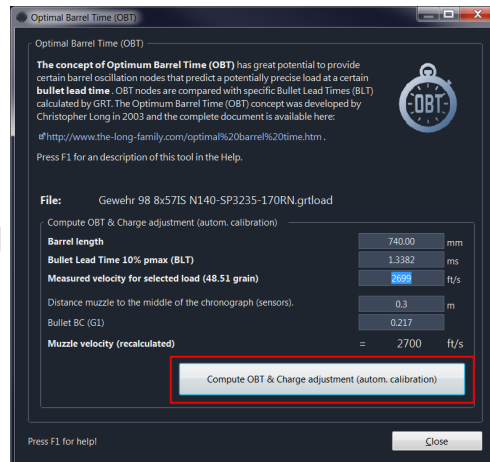 Optimal Barrel Time (OBT)
Optimal Barrel Time (OBT)
The concept of Optimum Barrel Time (OBT) has great potential to provide
certain barrel oscillation nodes that predict a potentially precise load at a certain
bullet lead time . OBT nodes are compared with specific Bullet Lead Times (BLT)
calculated by GRT. The Optimum Barrel Time (OBT) concept was developed by
Christopher Long in 2003 and the complete document is available here:
http://www.the-long-family.com/optimal%20barrel%20time.htm .
Press F1 for an description of this tool in the Help.
OBT
File: Gewehr 98 8x57IS N140-SP3235-170RN.grtload
Compute OBT & Charge adjustment (autom. calibration)
Barrel length 740.00 mm
Bullet Lead Time 10% pmax (BLT) 1.3382 ms
Measured velocity for selected load (48.51 grain) 2699 ft/s
Distance muzzle to the middle of the chronograph (sensors). 0.3 m
Bullet BC (G1) 0.217
Muzzle velocity (recalculated) = 2700 ft/s
Compute OBT & Charge adjustment (autom. calibration)
Press F1 for help!
Close